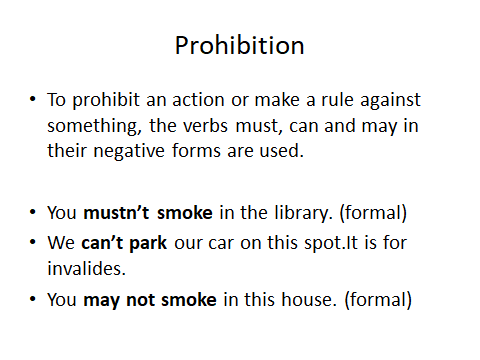 Prohibition
• To prohibit an action or make a rule against
something, the verbs must, can and may in
their negative forms are used.
• You mustn’t smoke in the library. (formal)
• We can’t park our car on this spot.It is for
invalides.
• You may not smoke in this house. (formal)